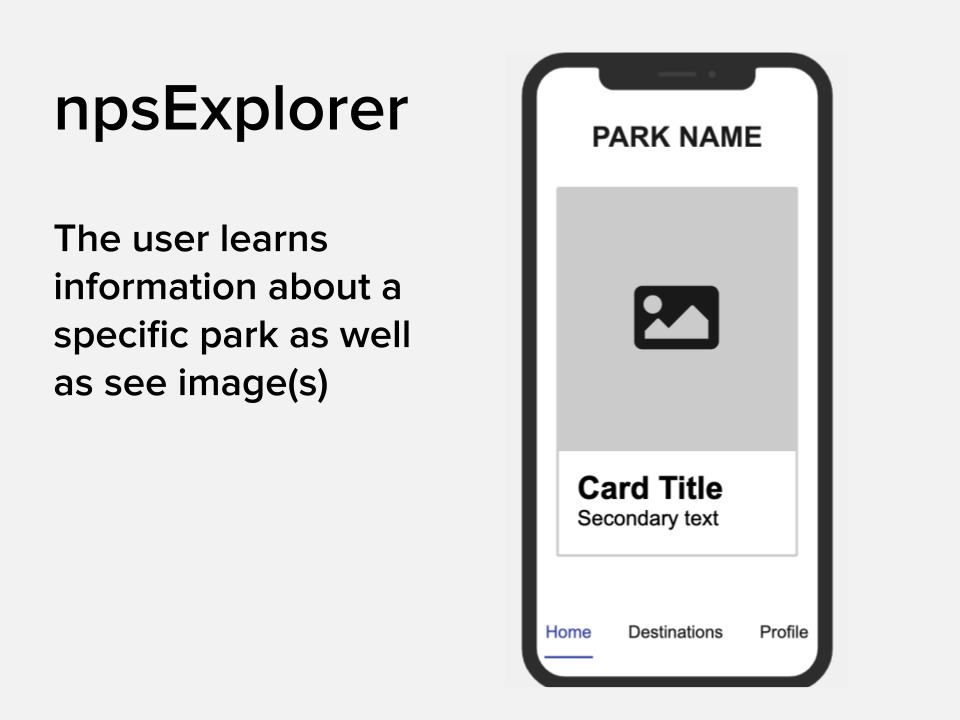 npsExplorer
The user learns
information about a
specific park as well
as see image(s)
PARK NAME
Card Title
Secondary text
Home Destinations Profile